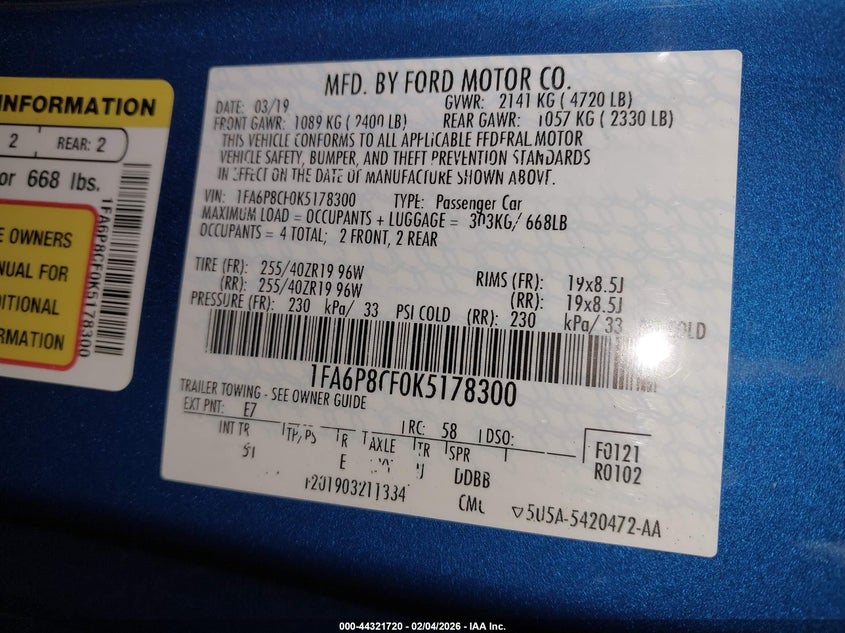 INFORMATION
2 REAR: 2
or 668 lbs.
E OWNERS
NUAL FOR
DITIONAL
RMATION
1FA6P8CF0K5178300
MFD. BY FORD MOTOR CO.
DATE: 03/19 GVWR: 2141 KG ( 4720 LB)
FRONT GAWR: 1089 KG ( 2400 LB) REAR GAWR: 1057 KG ( 2330 LB)
THIS VEHICLE CONFORMS TO ALL APPLICABLE FEDERAL MOTOR
VEHICLE SAFETY, BUMPER, AND THEFT PREVENTION STANDARDS
IN EFFECT ON THE DATE OF MANUFACTURE SHOWN ABOVE.
VIN: 1FA6P8CF0K5178300 TYPE: Passenger Car
MAXIMUM LOAD = OCCUPANTS + LUGGAGE = 303KG/ 668LB
OCCUPANTS = 4 TOTAL; 2 FRONT, 2 REAR
TIRE (FR): 255/40ZR19 96W RIMS (FR): 19x8.5J
(RR): 255/40ZR19 96W (RR): 19x8.5J
PRESSURE (FR): 230 kPa/ 33 PSI COLD (RR): 230 kPa/ 33
1FA6P8CF0K5178300
TRAILER TOWING - SEE OWNER GUIDE
EXT PNT: E7 RC: 58 DSO: F0121
INT TR TP/PS R AXLE TR SPR R0102
E DDBB
201903211334 ▽5U5A-5420472-AA
000-44321720 - 02/04/2026 - IAA Inc.